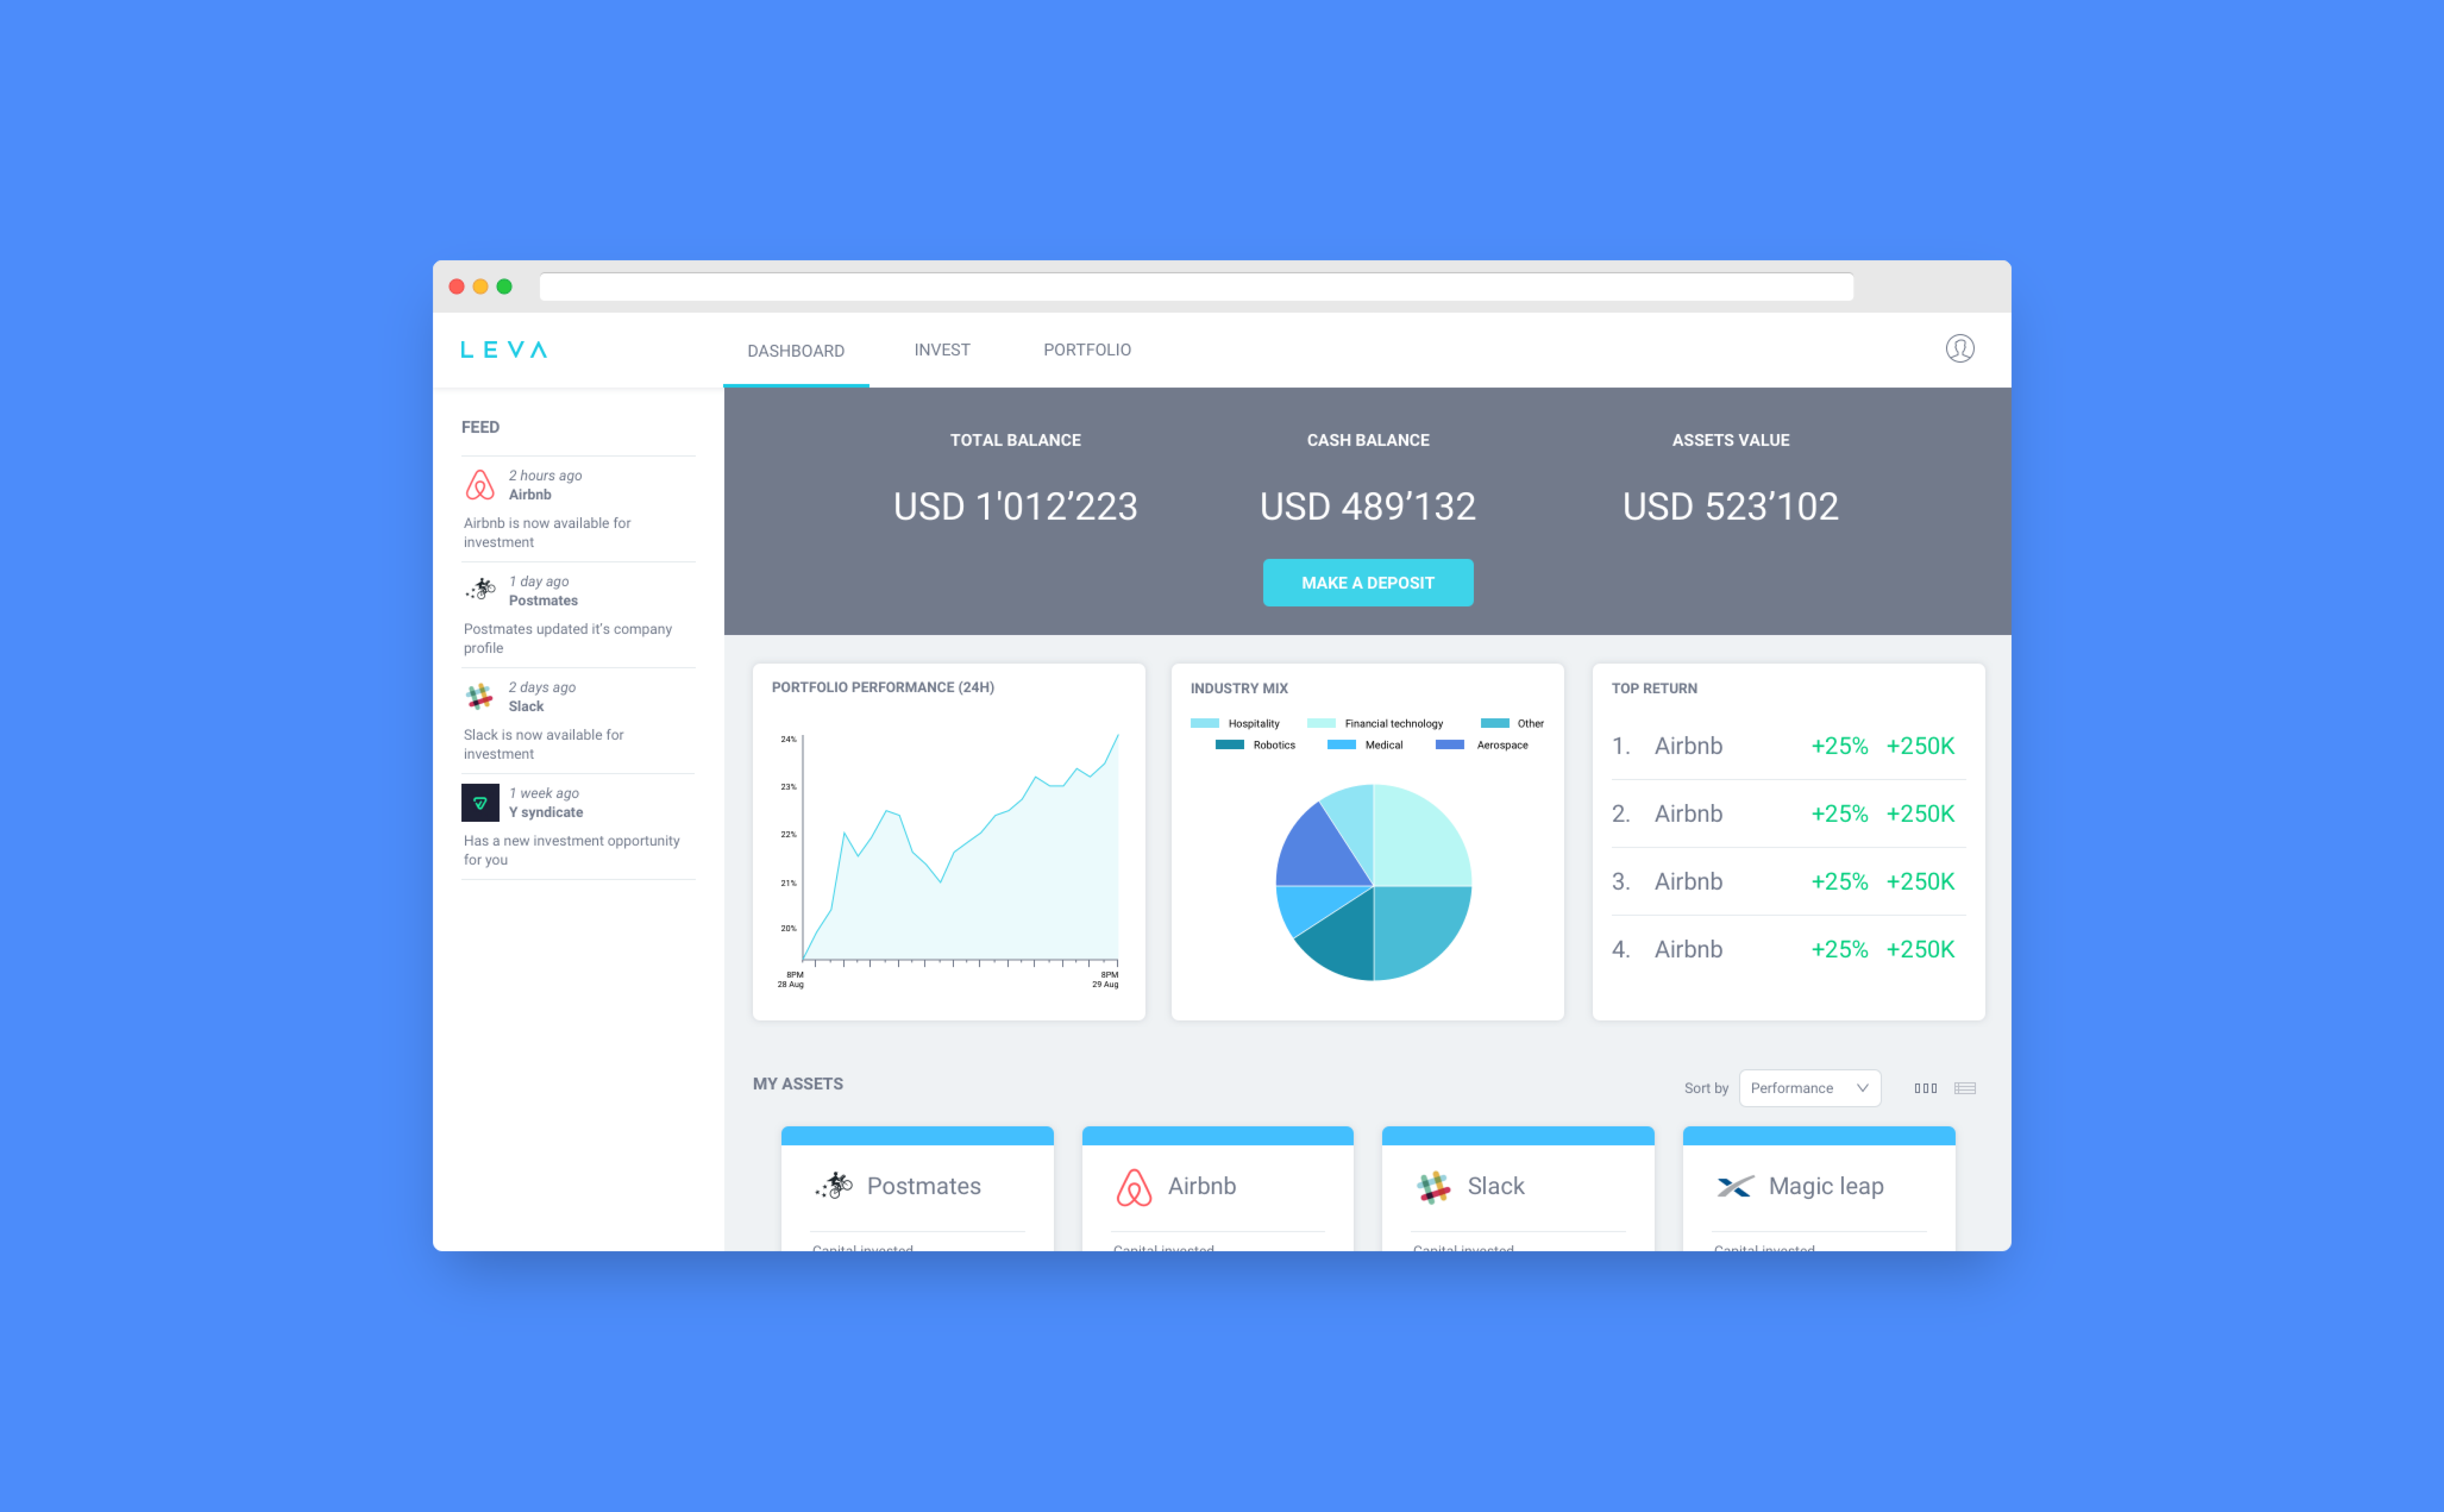 LEVA
DASHBOARD INVEST PORTFOLIO
FEED
2 hours ago
Airbnb
Airbnb is now available for
investment
1 day ago
Postmates
Postmates updated it's company
profile
2 days ago
Slack
Slack is now available for
investment
1 week ago
Y syndicate
Has a new investment opportunity
for you
TOTAL BALANCE
USD 1'012’223
CASH BALANCE
USD 489’132
MAKE A DEPOSIT
ASSETS VALUE
USD 523’102
PORTFOLIO PERFORMANCE (24H)
24%
23%
22%
21%
20%
8PM
28 Aug
8PM
29 Aug
INDUSTRY MIX
Hospitality Financial technology Other
Robotics Medical Aerospace
TOP RETURN
1. Airbnb +25% +250K
2. Airbnb +25% +250K
3. Airbnb +25% +250K
4. Airbnb +25% +250K
MY ASSETS
Sort by Performance
Postmates
Capital invested
Airbnb
Capital invested
Slack
Capital invested
Magic leap
Capital invested